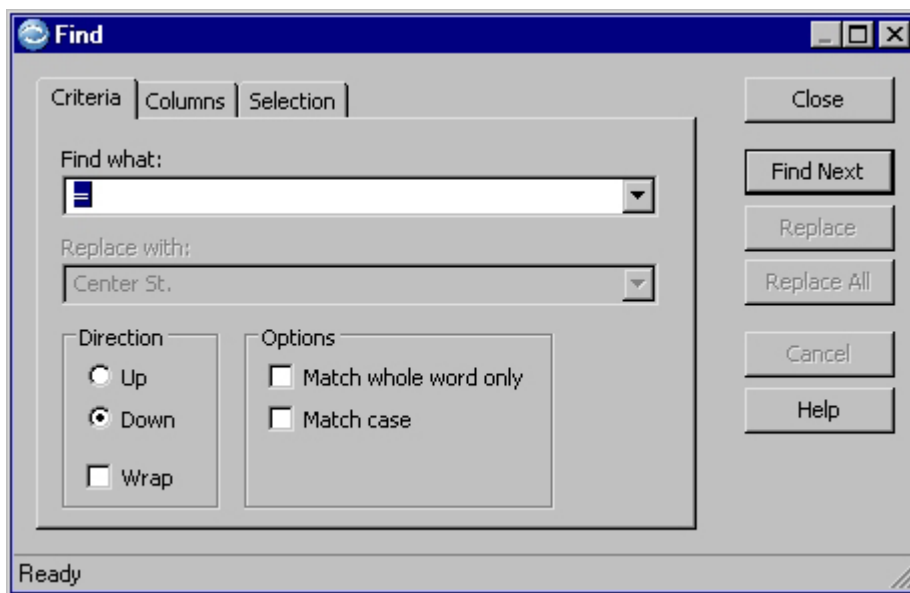 Find
Criteria Columns Selection
Close
Find what:
=
Find Next
Replace with:
Center St.
Replace
Replace All
Direction
Up
Down
Wrap
Options
Match whole word only
Match case
Cancel
Help
Ready